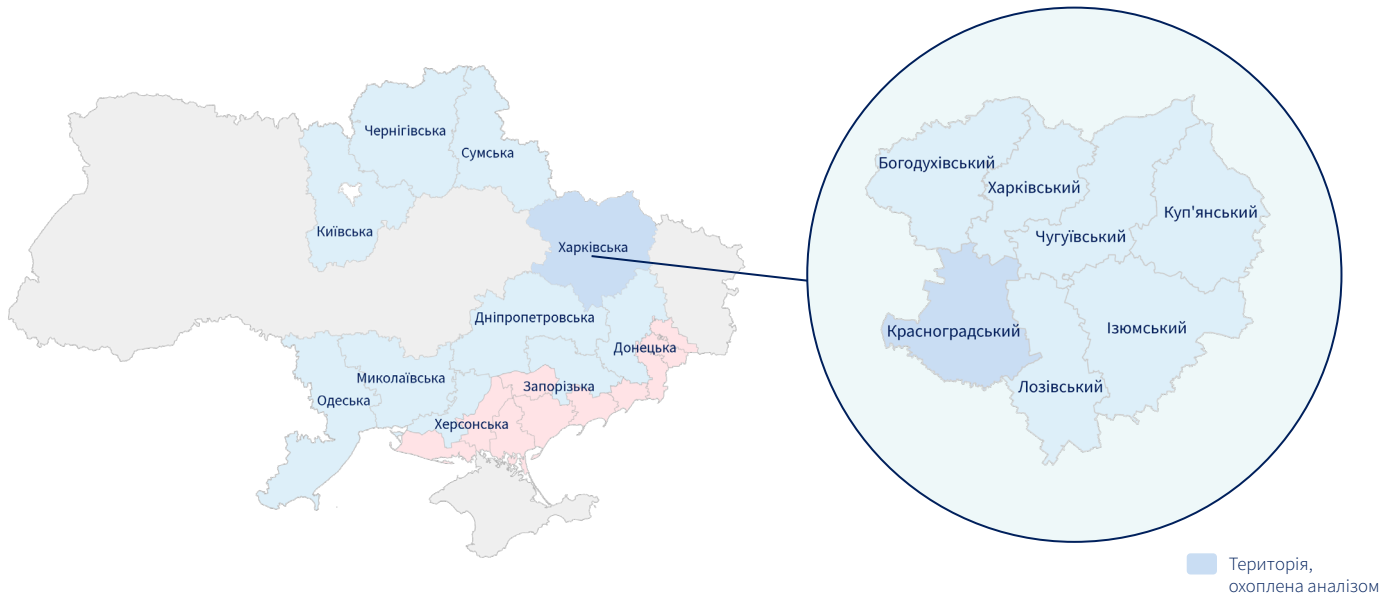 Чернігівська
Сумська
Київська
Харківська
Дніпропетровська
Донецька
Миколаївська
Запорізька
Одеська
Херсонська
Богодухівський
Харківський
Куп'янський
Чугуївський
Красноградський
Ізюмський
Лозівський
Територія,
охоплена аналізом